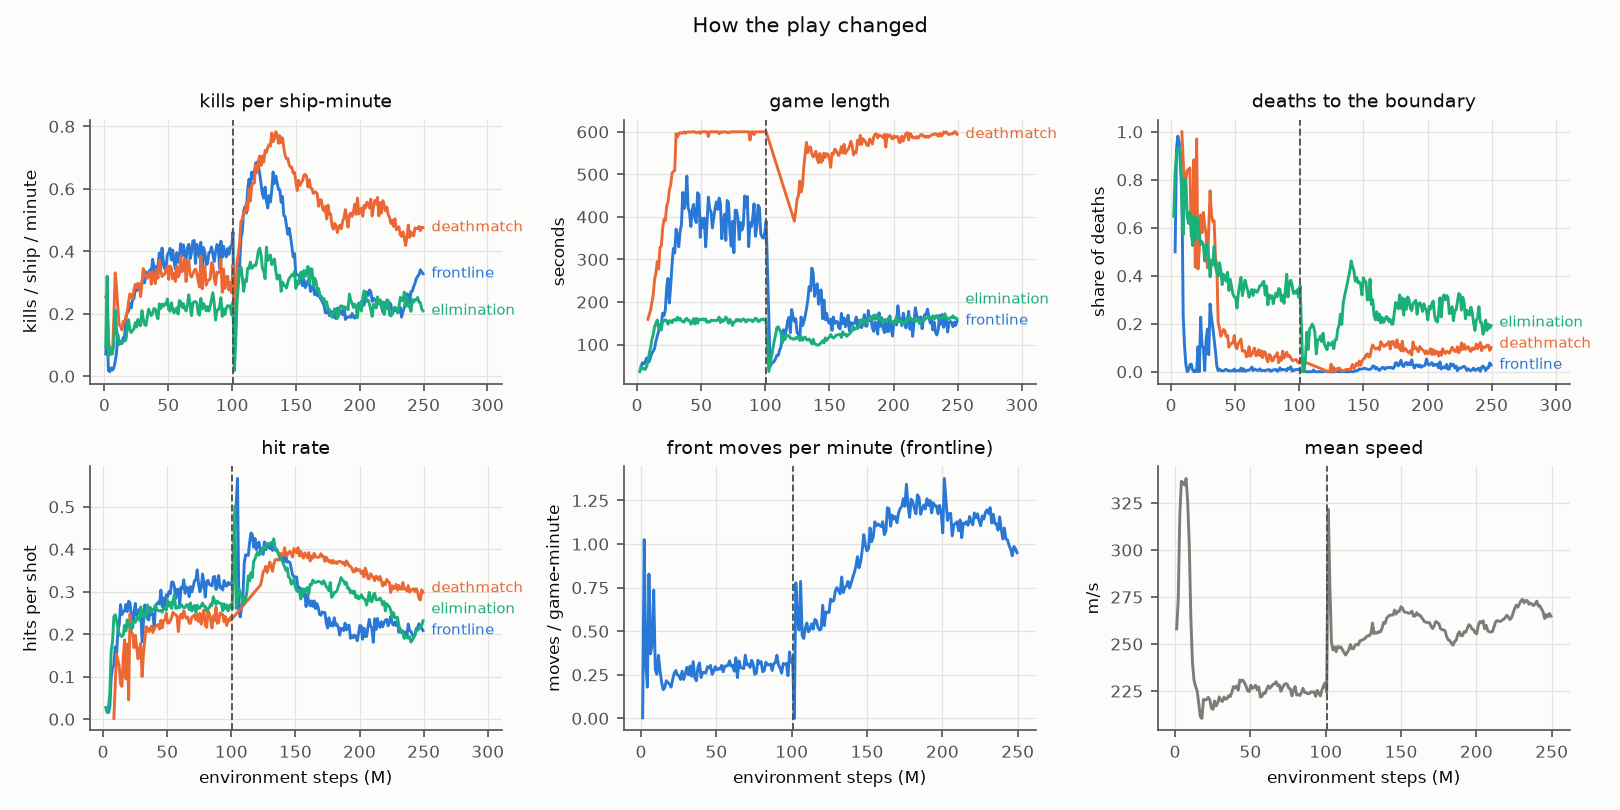 How the play changed
kills per ship-minute
kills / ship / minute
0.8
0.6
0.4
0.2
0.0
deathmatch
frontline
elimination
0 50 100 150 200 250 300
game length
seconds
600
500
400
300
200
100
deathmatch
elimination
frontline
0 50 100 150 200 250 300
deaths to the boundary
share of deaths
1.0
0.8
0.6
0.4
0.2
0.0
elimination
deathmatch
frontline
0 50 100 150 200 250 300
hit rate
hits per shot
0.5
0.4
0.3
0.2
0.1
0.0
deathmatch
elimination
frontline
0 50 100 150 200 250 300
environment steps (M)
front moves per minute (frontline)
moves / game-minute
1.25
1.00
0.75
0.50
0.25
0.00
0 50 100 150 200 250
environment steps (M)
mean speed
m/s
325
300
275
250
225
0 50 100 150 200 250
environment steps (M)